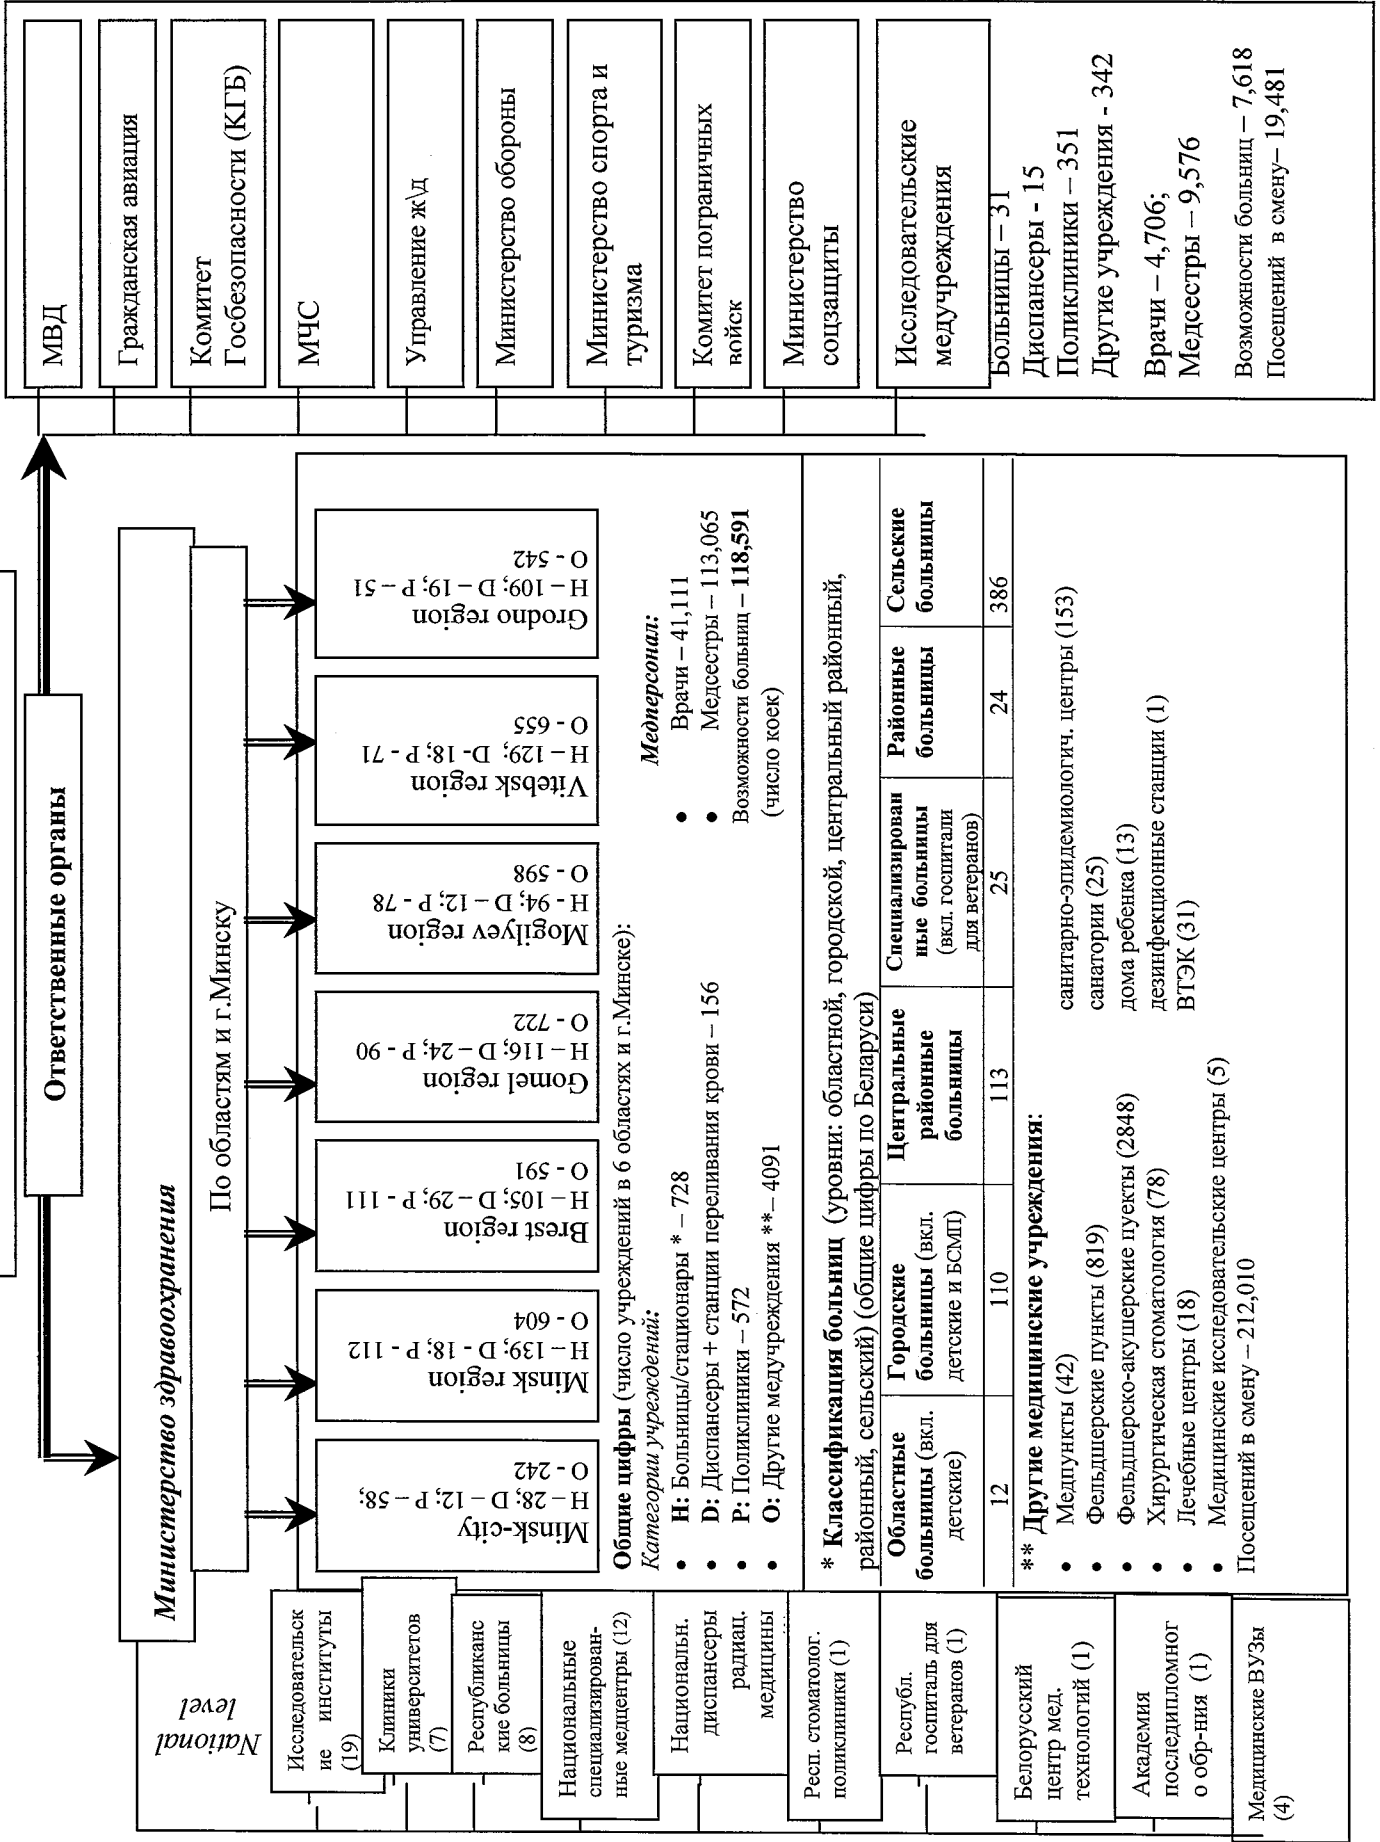 Ответственные органы
Министерство здравоохранения
По областям и г.Минску
National
level
Исследовательск
ие институты
(19)
Клиники
университетов
(7)
Республиканс
кие больницы
(8)
Национальные
специализирован-
ные медцентры (12)
Национальн.
диспансеры
радиац.
медицины
Респ. стоматолог.
поликлиники (1)
Республ.
госпиталь для
ветеранов (1)
Белорусский
центр мед.
технологий (1)
Академия
последипломног
о обр-ния (1)
Медицинские ВУЗы
(4)
Minsk-city
H – 28; D – 12; P – 58;
O - 242
Minsk region
H – 139; D - 18; P - 112
O - 604
Brest region
H – 105; D – 29; P - 111
O - 591
Gomel region
H – 116; D – 24; P - 90
O - 722
Mogilyev region
H - 94; D – 12; P - 78
O - 598
Vitebsk region
H – 129; D- 18; P - 71
O - 655
Grodno region
H – 109; D – 19; P – 51
O - 542
Общие цифры (число учреждений в 6 областях и г.Минске):
Категории учреждений:
• H: Больницы/стационары * – 728
• D: Диспансеры + станции переливания крови – 156
• P: Поликлиники – 572
• O: Другие медучреждения **– 4091
Медперсонал:
• Врачи – 41,111
• Медсестры – 113,065
Возможности больниц – 118,591
(число коек)
* Классификация больниц (уровни: областной, городской, центральный районный,
районный, сельский) (общие цифры по Беларуси)
Областные
больницы (вкл.
детские)
Городские
больницы (вкл.
детские и БСМП)
Центральные
районные
больницы
Специализирован
ные больницы
(вкл. госпитали
для ветеранов)
Районные
больницы
Сельские
больницы
12 110 113 25 24 386
** Другие медицинские учреждения:
• Медпункты (42)
• Фельдшерские пункты (819)
• Фельдшерско-акушерские пуекты (2848)
• Хирургическая стоматология (78)
• Лечебные центры (18)
• Медицинские исследовательские центры (5)
Посещений в смену – 212,010
санитарно-эпидемиологич. центры (153)
санатории (25)
дома ребенка (13)
дезинфекционные станции (1)
ВТЭК (31)
МВД
Гражданская авиация
Комитет
Госбезопасности (КГБ)
МЧС
Управление ж\д
Министерство обороны
Министерство спорта и
туризма
Комитет пограничных
войск
Министерство
соцзащиты
Исследовательские
медучреждения
Больницы – 31
Диспансеры - 15
Поликлиники – 351
Другие учреждения - 342
Врачи – 4,706;
Медсестры – 9,576
Возможности больниц – 7,618
Посещений в смену– 19,481